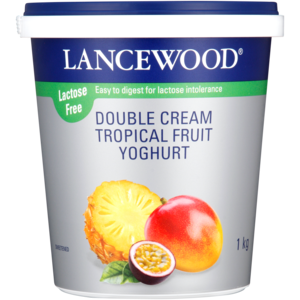 LANCEWOOD®
Lactose
Free
Easy to digest for lactose intolerance
DOUBLE CREAM
TROPICAL FRUIT
YOGHURT
1 kg